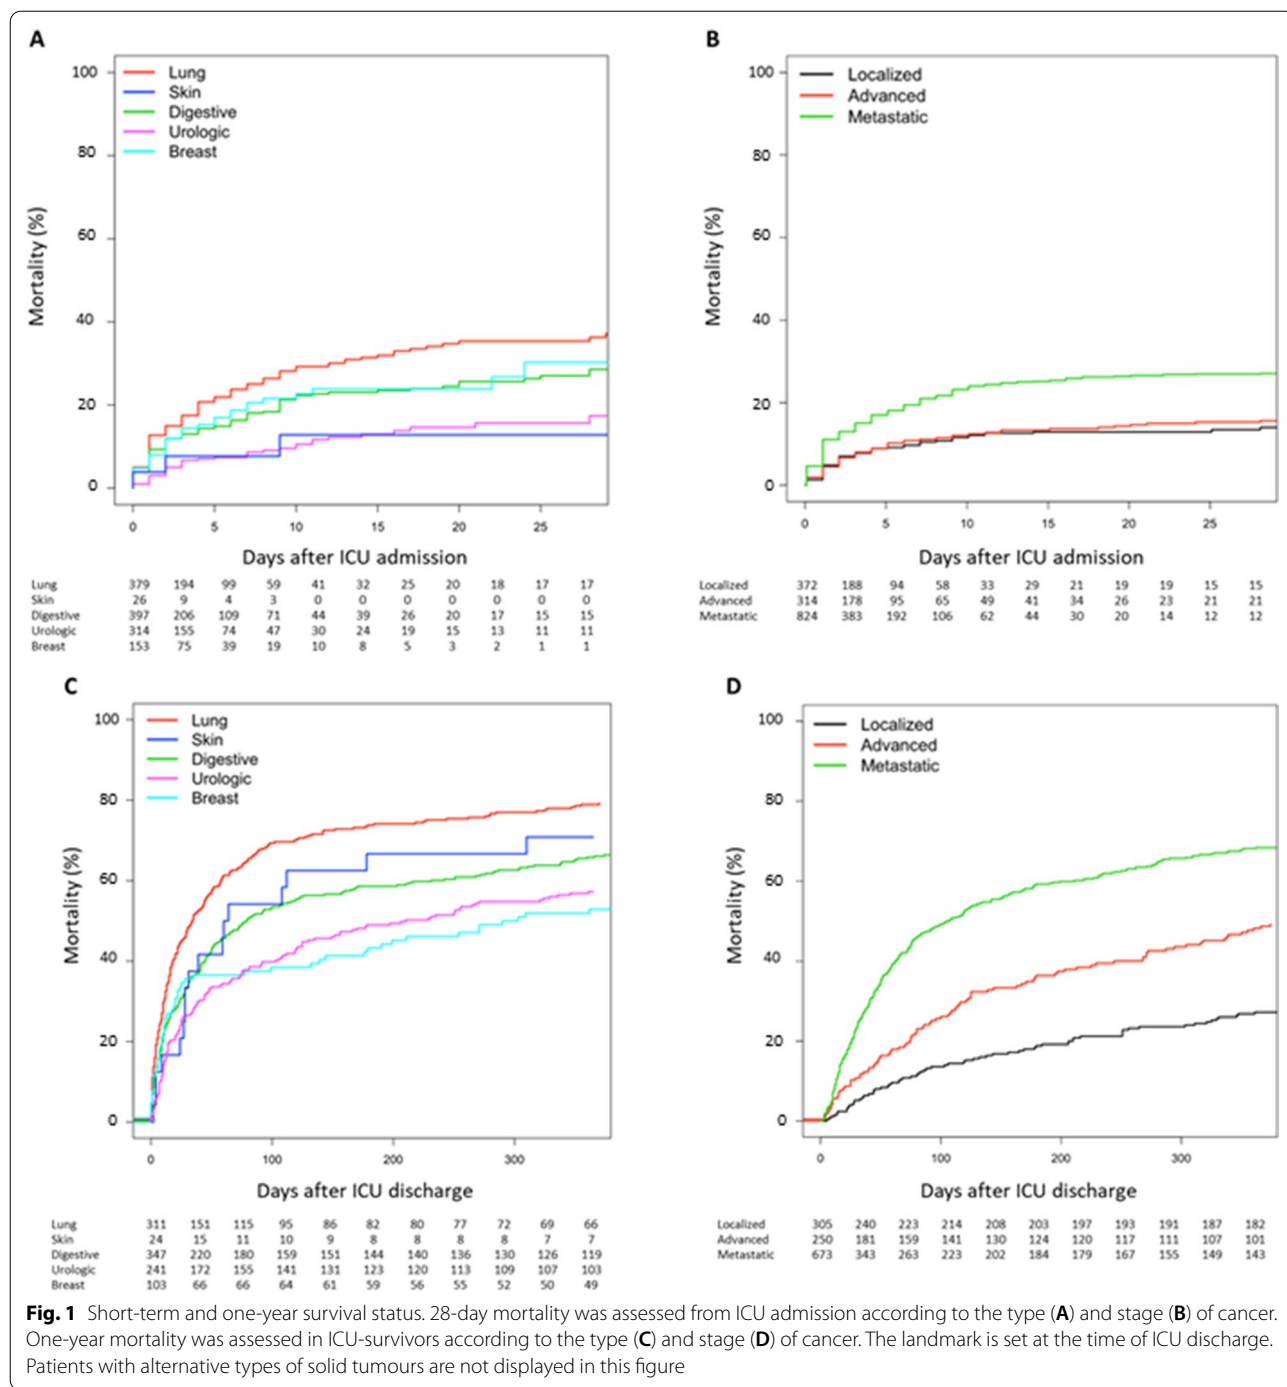 A
100
80
60
40
20
0
Mortality (%)
Lung
Skin
Digestive
Urologic
Breast
0 5 10 15 20 25
Days after ICU admission
Lung 379 194 99 59 41 32 25 20 18 17 17
Skin 26 9 4 3 0 0 0 0 0 0 0
Digestive 397 206 109 71 44 39 26 20 17 15 15
Urologic 314 155 74 47 30 24 19 15 13 11 11
Breast 153 75 39 19 10 8 5 3 2 1 1
B
100
80
60
40
20
0
Mortality (%)
Localized
Advanced
Metastatic
0 5 10 15 20 25
Days after ICU admission
Localized 372 188 94 58 33 29 21 19 19 15 15
Advanced 314 178 95 65 49 41 34 26 23 21 21
Metastatic 824 383 192 106 62 44 30 20 14 12 12
C
100
80
60
40
20
0
Mortality (%)
Lung
Skin
Digestive
Urologic
Breast
0 100 200 300
Days after ICU discharge
Lung 311 151 115 95 86 82 80 77 72 69 66
Skin 24 15 11 10 9 8 8 8 8 7 7
Digestive 347 220 180 159 151 144 140 136 130 126 119
Urologic 241 172 155 141 131 123 120 113 109 107 103
Breast 103 66 66 64 61 59 56 55 52 50 49
D
100
80
60
40
20
0
Mortality (%)
Localized
Advanced
Metastatic
0 100 200 300
Days after ICU discharge
Localized 305 240 223 214 208 203 197 193 191 187 182
Advanced 250 181 159 141 130 124 120 117 111 107 101
Metastatic 673 343 263 223 202 184 179 167 155 149 143
Fig. 1 Short-term and one-year survival status. 28-day mortality was assessed from ICU admission according to the type (A) and stage (B) of cancer.
One-year mortality was assessed in ICU-survivors according to the type (C) and stage (D) of cancer. The landmark is set at the time of ICU discharge.
Patients with alternative types of solid tumours are not displayed in this figure